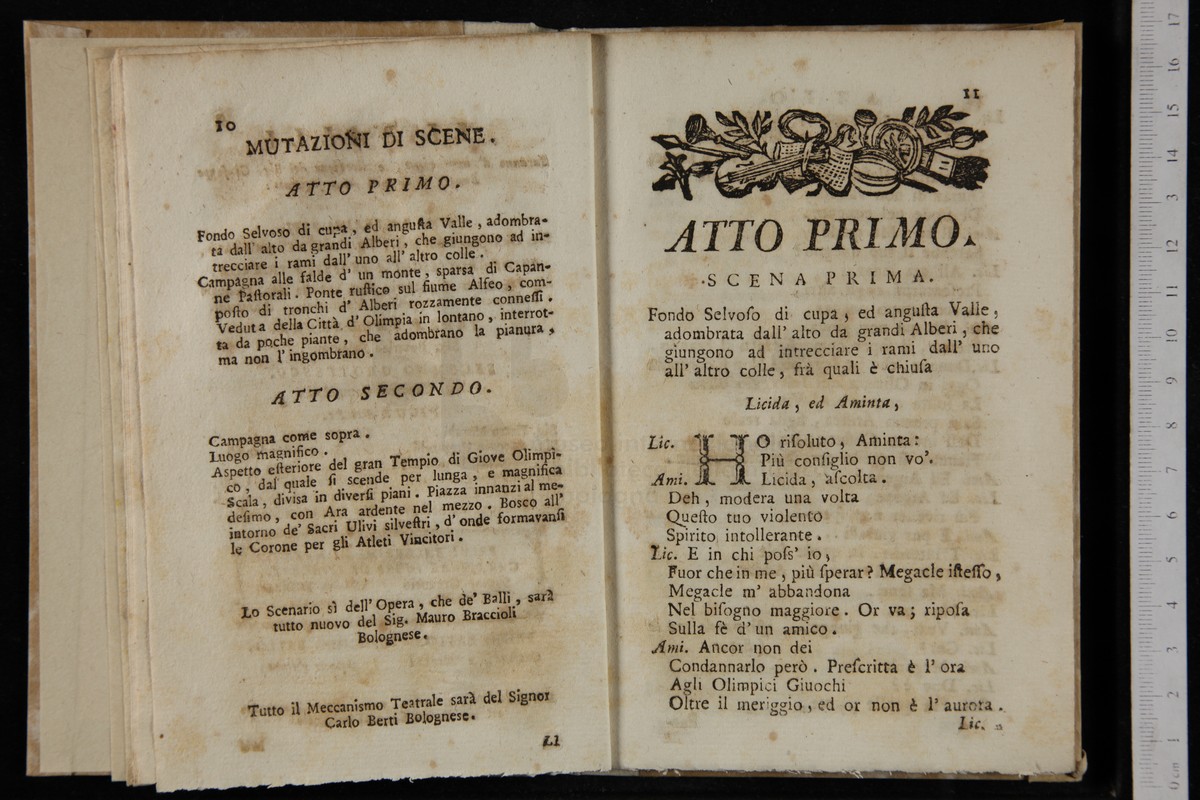 10
MUTAZIONI DI SCENE.
ATTO PRIMO.
Fondo Selvoso di cupa, ed anguſta Valle, adombra-
ta dall' alto da grandi Alberi, che giungono ad in-
trecciare i rami dall' uno all' altro colle.
Campagna alle falde d' un monte, sparsa di Capan-
ne Paſtorali. Ponte ruſtico sul fiume Alfeo, com-
poſto di tronchi d' Alberi rozzamente conneſſi.
Veduta della Città d' Olimpia in lontano, interrot-
ta da poche piante, che adombrano la pianura,
ma non l' ingombrano.
ATTO SECONDO.
Campagna come sopra.
Luogo magnifico.
Aspetto eſteriore del gran Tempio di Giove Olimpi-
co, dal quale ſi scende per lunga, e magnifica
Scala, divisa in diverſi piani. Piazza innanzi al me-
deſimo, con Ara ardente nel mezzo. Bosco all'
intorno de' Sacri Ulivi silveſtri, d' onde formavanſi
le Corone per gli Atleti Vincitori.
Lo Scenario sì dell' Opera, che de' Balli, sarà
tutto nuovo del Sig. Mauro Braccioli
Bolognese.
Tutto il Meccanismo Teatrale sarà del Signor
Carlo Berti Bolognese.
LI
11
ATTO PRIMO.
SCENA PRIMA.
Fondo Selvoſo di cupa, ed anguſta Valle,
adombrata dall' alto da grandi Alberi, che
giungono ad intrecciare i rami dall' uno
all' altro colle, frà quali è chiuſa
Licida, ed Aminta,
Lic. HO riſoluto, Aminta:
Più conſiglio non vo'.
Ami. Licida, aſcolta.
Deh, modera una volta
Queſto tuo violento
Spirito intollerante.
Lic. E in chi poſs' io,
Fuor che in me, più ſperar? Megacle iſteſſo,
Megacle m' abbandona
Nel biſogno maggiore. Or va; ripoſa
Sulla fè d' un amico.
Ami. Ancor non dei
Condannarlo però. Preſcritta è l' ora
Agli Olimpici Giuochi
Oltre il meriggio, ed or non è l' aurora.
Lic.